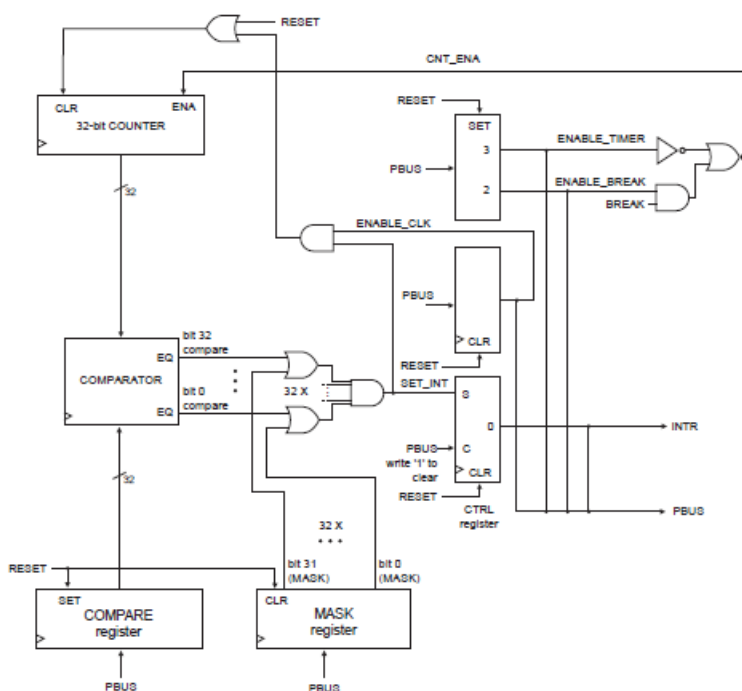 RESET
CNT_ENA
CLR
ENA
32-bit COUNTER
RESET
SET
3
ENABLE_TIMER
PBUS
32
2
ENABLE_BREAK
BREAK
ENABLE_CLK
PBUS
bit 32
compare
EQ
CLR
COMPARATOR
RESET
32 X
SET_INT
bit 0
compare
EQ
S
0
INTR
PBUS
write '1' to
clear
C
CLR
32
RESET
CTRL
register
PBUS
32 X
bit 31
(MASK)
bit 0
(MASK)
RESET
SET
COMPARE
register
CLR
MASK
register
PBUS
PBUS